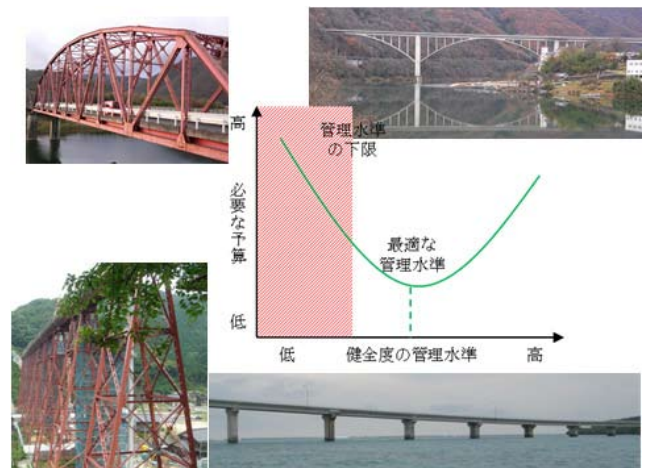 高
管理水準
の下限
必要な予算
最適な
管理水準
低
低
健全度の管理水準
高